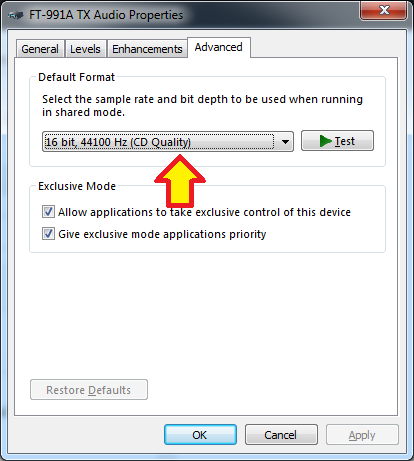 FT-991A TX Audio Properties
General Levels Enhancements Advanced
Default Format
Select the sample rate and bit depth to be used when running
in shared mode.
16 bit, 44100 Hz (CD Quality) Test
Exclusive Mode
Allow applications to take exclusive control of this device
Give exclusive mode applications priority
Restore Defaults
OK Cancel Apply